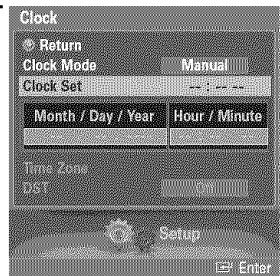 Clock
Return
Clock Mode Manual
Clock Set -- : -- --
Month / Day / Year Hour / Minute
Time Zone
DST Off
Setup
Enter